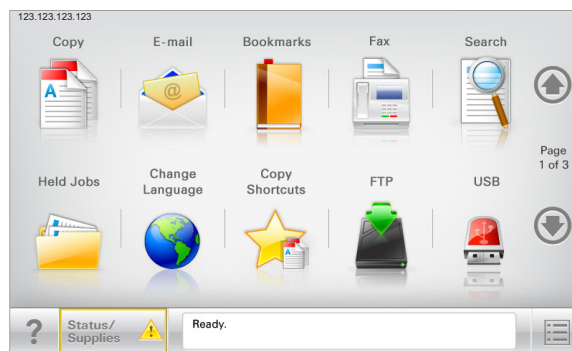 123.123.123.123
Copy
E-mail
Bookmarks
Fax
Search
A
@
Page
1 of 3
Held Jobs
Change
Language
Copy
Shortcuts
FTP
USB
A
?
Status/
Supplies
!
Ready.